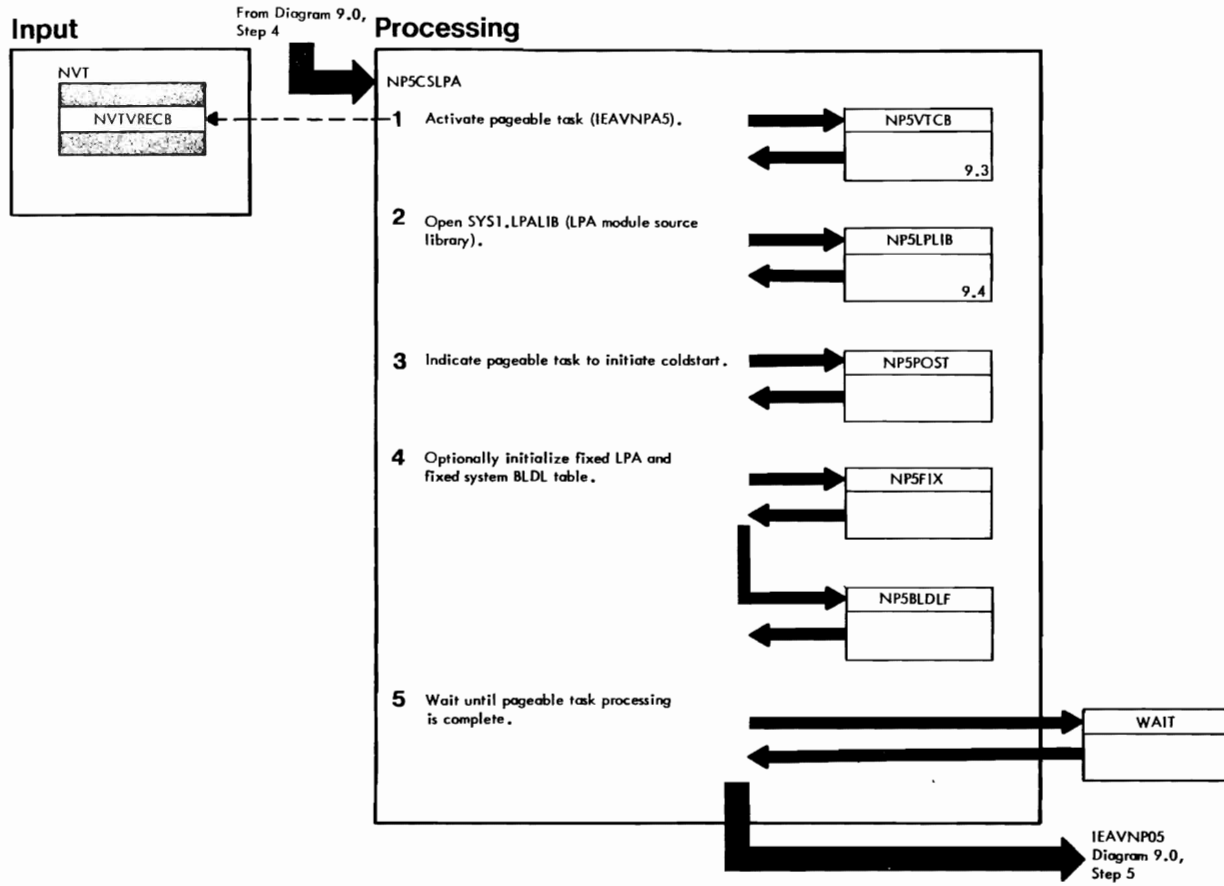 From Diagram 9.0,
Step 4
Input
Processing
NVT
NVTVRECB
NP5CSLPA
1 Activate pageable task (IEAVNPA5).
NP5VTCB
9.3
2 Open SYS1.LPALIB (LPA module source
library).
NP5LPLIB
9.4
3 Indicate pageable task to initiate coldstart.
NP5POST
4 Optionally initialize fixed LPA and
fixed system BLDL table.
NP5FIX
NP5BLDLF
5 Wait until pageable task processing
is complete.
WAIT
IEAVNP05
Diagram 9.0,
Step 5